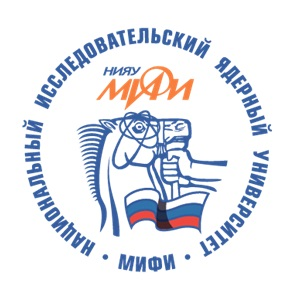 НАЦИОНАЛЬНЫЙ ИССЛЕДОВАТЕЛЬСКИЙ ЯДЕРНЫЙ УНИВЕРСИТЕТ
• МИФИ •
НИЯУ
МИФИ